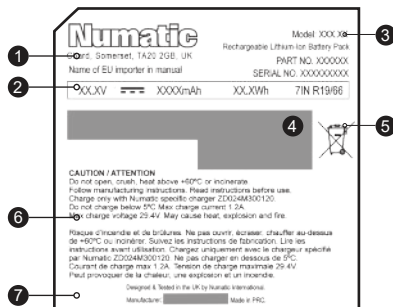 Numatic
Model XXX.XX
3
1
Chard, Somerset, TA20 2GB, UK
Rechargeable Lithium Ion Battery Pack
Name of EU importer in manual
PART NO. XXXXXX
SERIAL NO. XXXXXXXXX
2
XX.XV XXXXmAh XX.XWh 7IN R19/66
4
5
CAUTION / ATTENTION
Do not open, crush, heat above +60°C or incinerate
Follow manufacturing instructions. Read instructions before use.
Charge only with Numatic specific charger ZD024M300120.
Do not charge below 5°C Max charge current 1.2A
6
Max charge voltage 29.4V May cause heat, explosion and fire.
Risque d'incendie et de brûlures. Ne pas ouvrir, écraser, chauffer au-dessus
de +60°C ou incinérer. Suivez les instructions de fabrication. Lire les
instructions avant utilisation. Chargez uniquement avec le chargeur spécifié
par Numatic ZD024M300120. Ne pas charger en dessous de 5°C.
Courant de charge max 1.2A. Tension de charge maximale 29.4V
Peut provoquer de la chaleur, une explosion et un incendie.
7
Designed & Tested in the UK by Numatic International.
Manufacturer: Made in PRC.